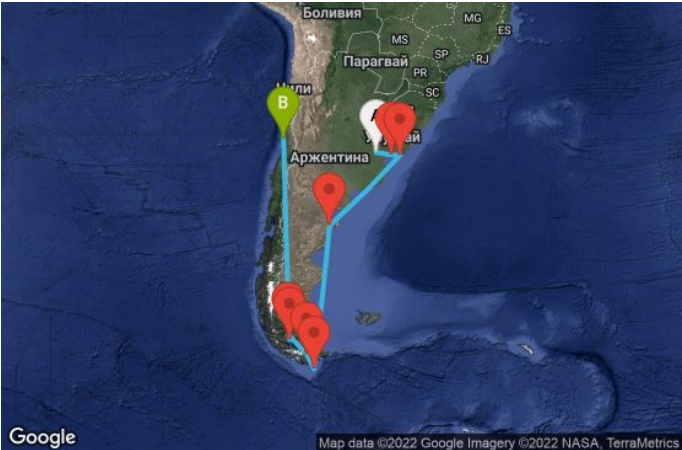 Боливия
MG
ES
MS
SP
Парагвай
RJ
PR
Чили
SC
B
A
Аржентина
Google
Map data ©2022 Google Imagery ©2022 NASA, TerraMetrics